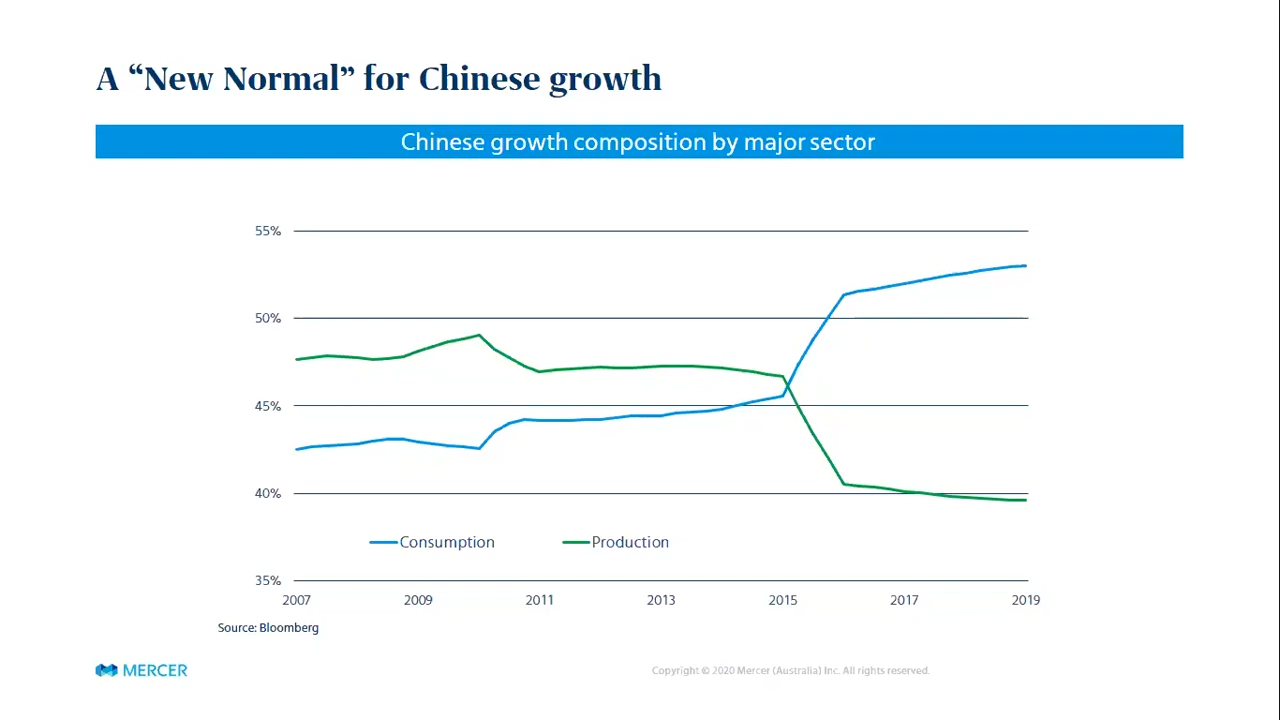 A “New Normal” for Chinese growth
Chinese growth composition by major sector
55%
50%
45%
40%
Consumption Production
35%
2007 2009 2011 2013 2015 2017 2019
Source: Bloomberg
MERCER
Copyright © 2020 Mercer (Australia) Inc. All rights reserved.